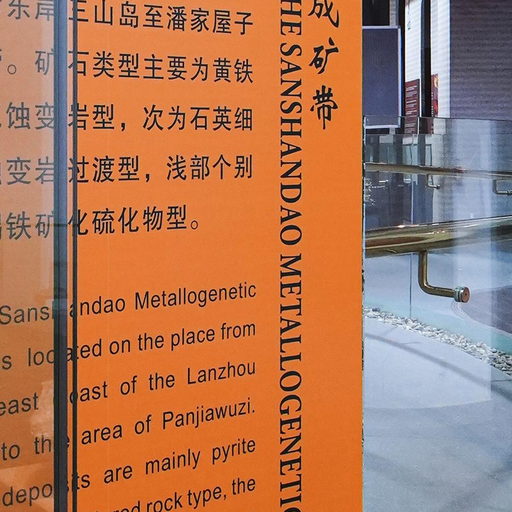 成矿带
THE SANSHANDAO METALLOGENETIC
东岸三山岛至潘家屋子
。矿石类型主要为黄铁
蚀变岩型，次为石英细
变岩过渡型，浅部个别
铁矿化硫化物型。
Sanshandao Metallogenetic
s located on the place from
east coast of the Lanzhou
to the area of Panjiawuzi.
deposits are mainly pyrite
rock type, the